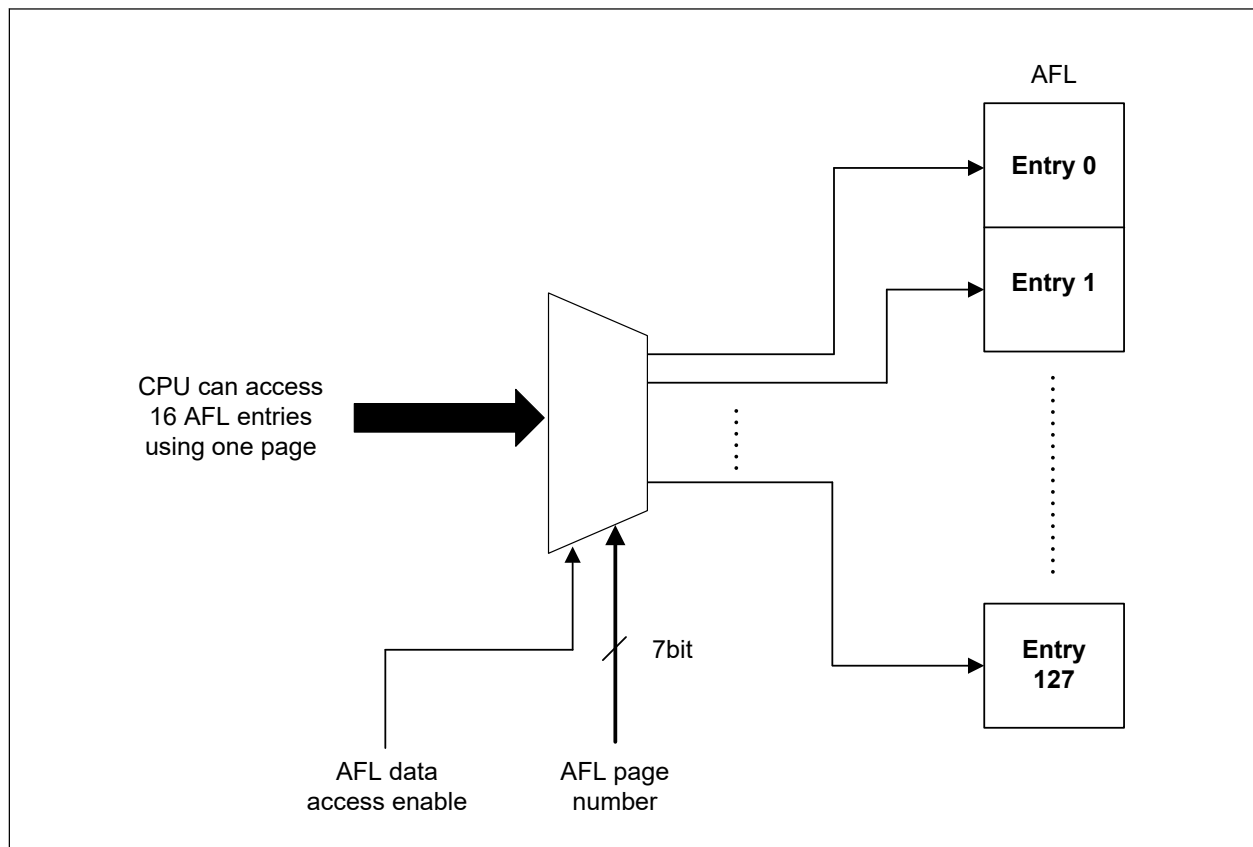 AFL
Entry 0
Entry 1
CPU can access
16 AFL entries
using one page
Entry
127
7bit
AFL data
access enable
AFL page
number